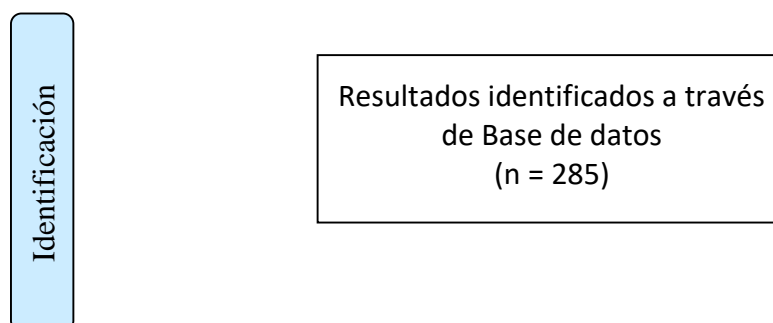 Identificación
Resultados identificados a través
de Base de datos
(n = 285)